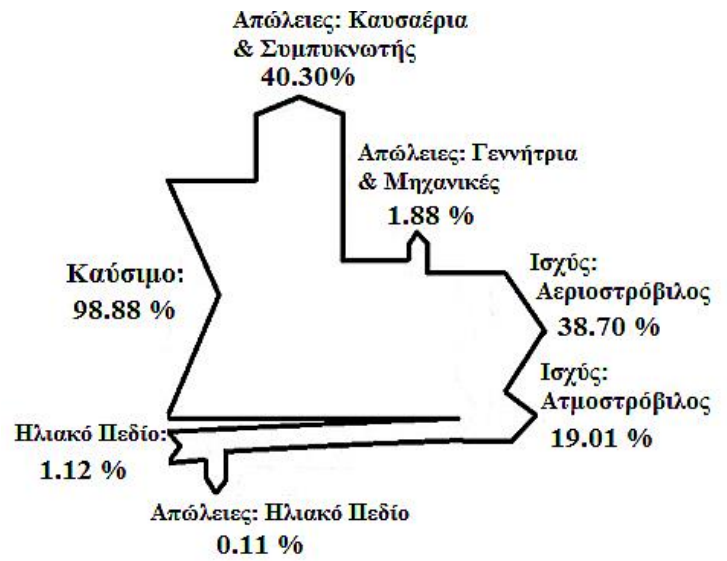 Απώλειες: Καυσαέρια
& Συμπυκνωτής
40.30%
Απώλειες: Γεννήτρια
& Μηχανικές
1.88 %
Καύσιμο:
98.88 %
Ισχύς:
Αεριοστρόβιλος
38.70 %
Ισχύς:
Ατμοστρόβιλος
19.01 %
Ηλιακό Πεδίο:
1.12 %
Απώλειες: Ηλιακό Πεδίο
0.11 %